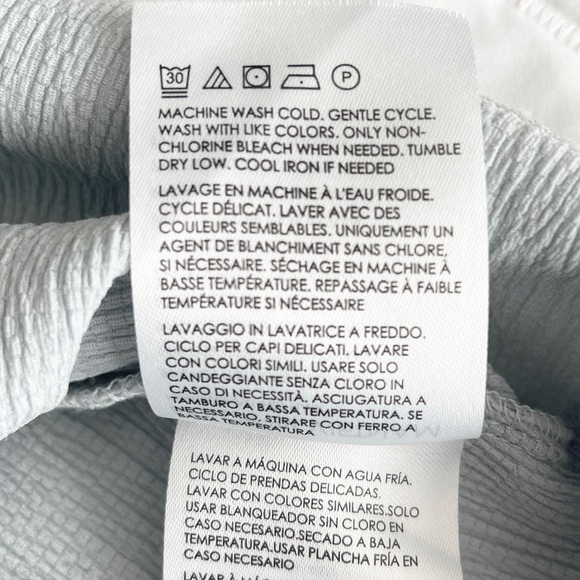 30 P
MACHINE WASH COLD. GENTLE CYCLE.
WASH WITH LIKE COLORS. ONLY NON-
CHLORINE BLEACH WHEN NEEDED. TUMBLE
DRY LOW. COOL IRON IF NEEDED
LAVAGE EN MACHINE À L'EAU FROIDE.
CYCLE DÉLICAT. LAVER AVEC DES
COULEURS SEMBLABLES. UNIQUEMENT UN
AGENT DE BLANCHIMENT SANS CHLORE,
SI NÉCESSAIRE. SÉCHAGE EN MACHINE À
BASSE TEMPÉRATURE. REPASSAGE À FAIBLE
TEMPÉRATURE SI NÉCESSAIRE
LAVAGGIO IN LAVATRICE A FREDDO.
CICLO PER CAPI DELICATI. LAVARE
CON COLORI SIMILI. USARE SOLO
CANDEGGIANTE SENZA CLORO IN
CASO DI NECESSITÀ. ASCIUGATURA A
TAMBURO A BASSA TEMPERATURA. SE
NECESSARIO, STIRARE CON FERRO A
BASSA TEMPERATURA
LAVAR A MÁQUINA CON AGUA FRÍA.
CICLO DE PRENDAS DELICADAS.
LAVAR CON COLORES SIMILARES.SOLO
USAR BLANQUEADOR SIN CLORO EN
CASO NECESARIO.SECADO A BAJA
TEMPERATURA.USAR PLANCHA FRÍA EN
CASO NECESARIO
LAVAR À